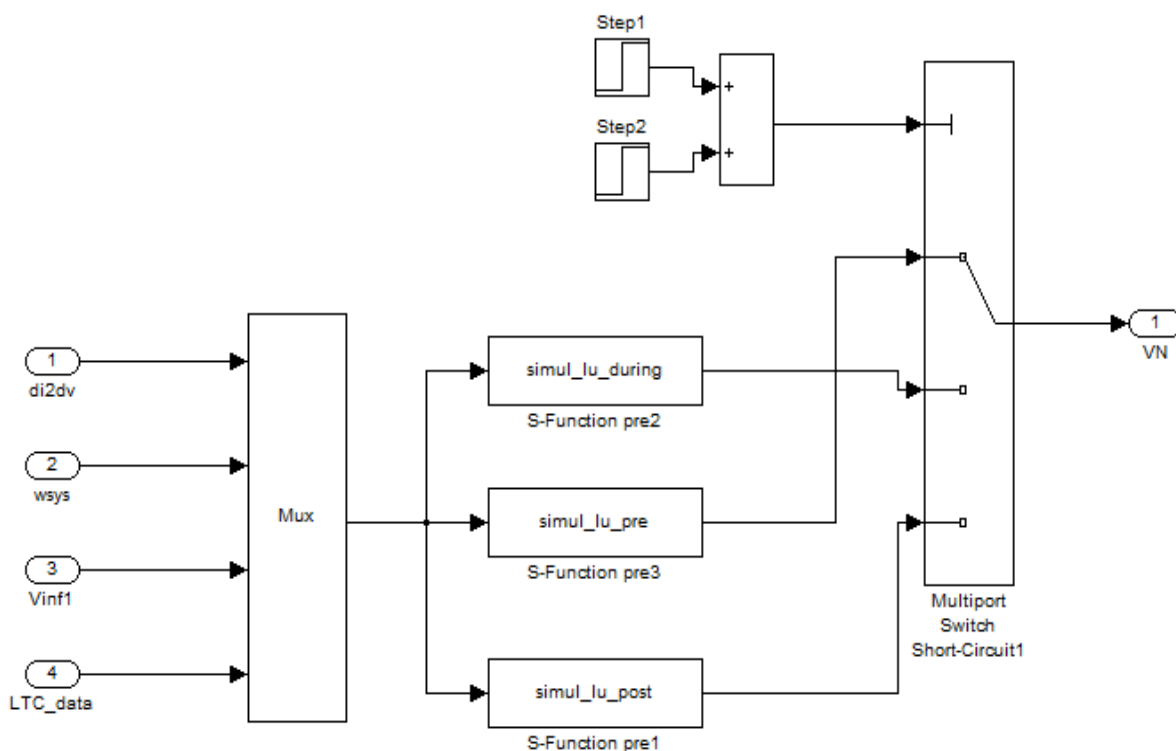 Step1
+
Step2
+
1
di2dv
2
wsys
3
Vinf1
4
LTC_data
Mux
simul_lu_during
S-Function pre2
simul_lu_pre
S-Function pre3
simul_lu_post
S-Function pre1
Multiport
Switch
Short-Circuit1
1
VN